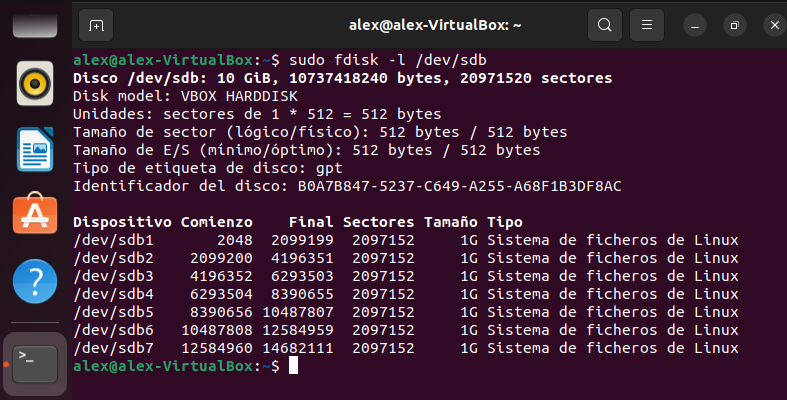 alex@alex-VirtualBox: ~
alex@alex-VirtualBox:~$ sudo fdisk -l /dev/sdb
Disco /dev/sdb: 10 GiB, 10737418240 bytes, 20971520 sectores
Disk model: VBOX HARDDISK
Unidades: sectores de 1 * 512 = 512 bytes
Tamaño de sector (lógico/físico): 512 bytes / 512 bytes
Tamaño de E/S (mínimo/óptimo): 512 bytes / 512 bytes
Tipo de etiqueta de disco: gpt
Identificador del disco: B0A7B847-5237-C649-A255-A68F1B3DF8AC
Dispositivo Comienzo    Final Sectores Tamaño Tipo
/dev/sdb1       2048  2099199  2097152     1G Sistema de ficheros de Linux
/dev/sdb2    2099200  4196351  2097152     1G Sistema de ficheros de Linux
/dev/sdb3    4196352  6293503  2097152     1G Sistema de ficheros de Linux
/dev/sdb4    6293504  8390655  2097152     1G Sistema de ficheros de Linux
/dev/sdb5    8390656 10487807  2097152     1G Sistema de ficheros de Linux
/dev/sdb6   10487808 12584959  2097152     1G Sistema de ficheros de Linux
/dev/sdb7   12584960 14682111  2097152     1G Sistema de ficheros de Linux
alex@alex-VirtualBox:~$